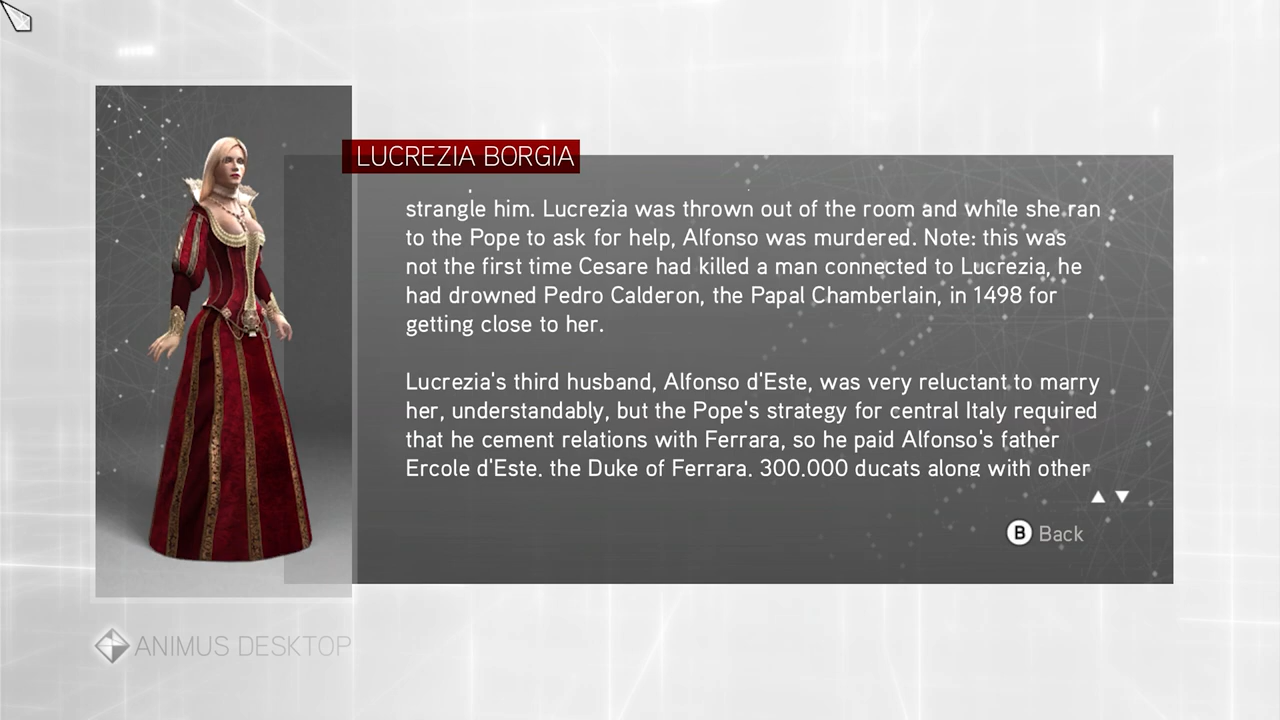 LUCREZIA BORGIA
strangle him. Lucrezia was thrown out of the room and while she ran
to the Pope to ask for help, Alfonso was murdered. Note: this was
not the first time Cesare had killed a man connected to Lucrezia, he
had drowned Pedro Calderon, the Papal Chamberlain, in 1498 for
getting close to her.
Lucrezia's third husband, Alfonso d'Este, was very reluctant to marry
her, understandably, but the Pope's strategy for central Italy required
that he cement relations with Ferrara, so he paid Alfonso's father
Ercole d'Este, the Duke of Ferrara, 300,000 ducats along with other
B Back
ANIMUS DESKTOP